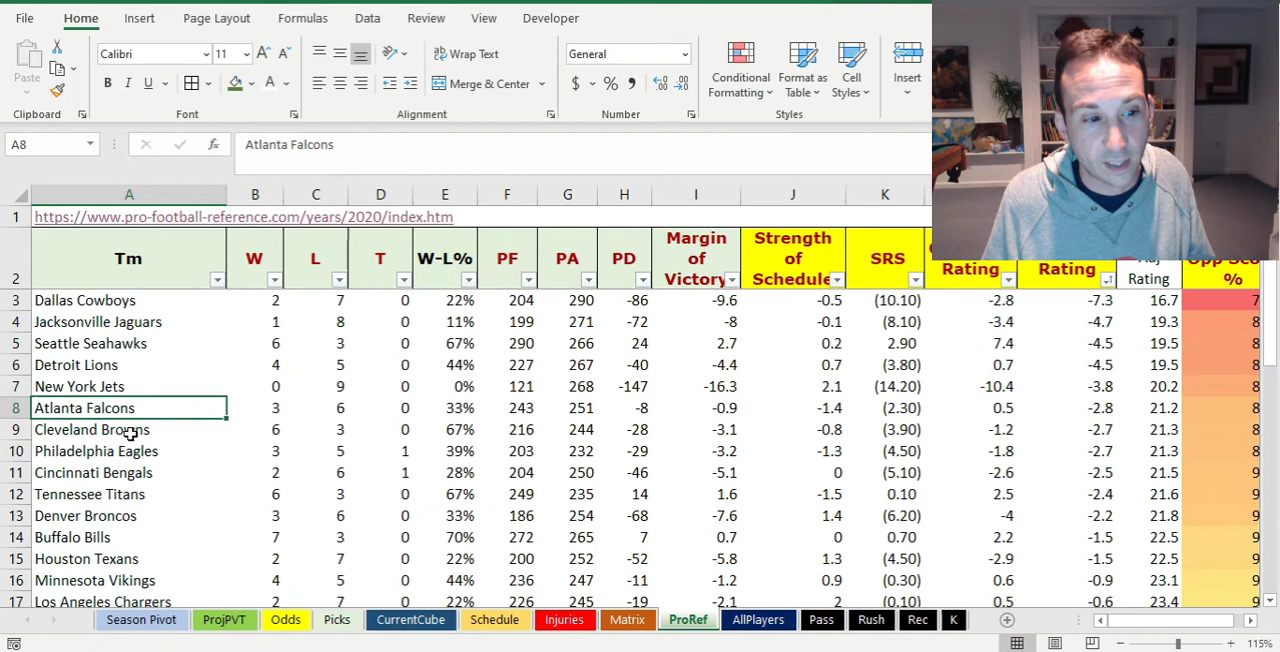 File Home Insert Page Layout Formulas Data Review View Developer
Calibri 11 Wrap Text General
Paste B I U Merge & Center $ % Conditional Formatting Format as Table Cell Styles Insert
Clipboard Font Alignment Number Styles
A8 fx Atlanta Falcons
A B C D E F G H I J K
1 https://www.pro-football-reference.com/years/2020/index.htm
2 Tm W L T W-L% PF PA PD Margin of Victory Strength of Schedule SRS Rating Rating Rating %
3 Dallas Cowboys 2 7 0 22% 204 290 -86 -9.6 -0.5 (10.10) -2.8 -7.3 16.7 7
4 Jacksonville Jaguars 1 8 0 11% 199 271 -72 -8 -0.1 (8.10) -3.4 -4.7 19.3 8
5 Seattle Seahawks 6 3 0 67% 290 266 24 2.7 0.2 2.90 7.4 -4.5 19.5 8
6 Detroit Lions 4 5 0 44% 227 267 -40 -4.4 0.7 (3.80) 0.7 -4.5 19.5 8
7 New York Jets 0 9 0 0% 121 268 -147 -16.3 2.1 (14.20) -10.4 -3.8 20.2 8
8 Atlanta Falcons 3 6 0 33% 243 251 -8 -0.9 -1.4 (2.30) 0.5 -2.8 21.2 8
9 Cleveland Browns 6 3 0 67% 216 244 -28 -3.1 -0.8 (3.90) -1.2 -2.7 21.3 8
10 Philadelphia Eagles 3 5 1 39% 203 232 -29 -3.2 -1.3 (4.50) -1.8 -2.7 21.3 8
11 Cincinnati Bengals 2 6 1 28% 204 250 -46 -5.1 0 (5.10) -2.6 -2.5 21.5 9
12 Tennessee Titans 6 3 0 67% 249 235 14 1.6 -1.5 0.10 2.5 -2.4 21.6 9
13 Denver Broncos 3 6 0 33% 186 254 -68 -7.6 1.4 (6.20) -4 -2.2 21.8 9
14 Buffalo Bills 7 3 0 70% 272 265 7 0.7 0 0.70 2.2 -1.5 22.5 9
15 Houston Texans 2 7 0 22% 200 252 -52 -5.8 1.3 (4.50) -2.9 -1.5 22.5 9
16 Minnesota Vikings 4 5 0 44% 236 247 -11 -1.2 0.9 (0.30) 0.6 -0.9 23.1 9
17 Los Angeles Chargers 2 7 0 22% 226 245 -19 -2.1 2 (0.10) 0.5 -0.6 23.4 9
Season Pivot ProjPVT Odds Picks CurrentCube Schedule Injuries Matrix ProRef AllPlayers Pass Rush Rec K
115%